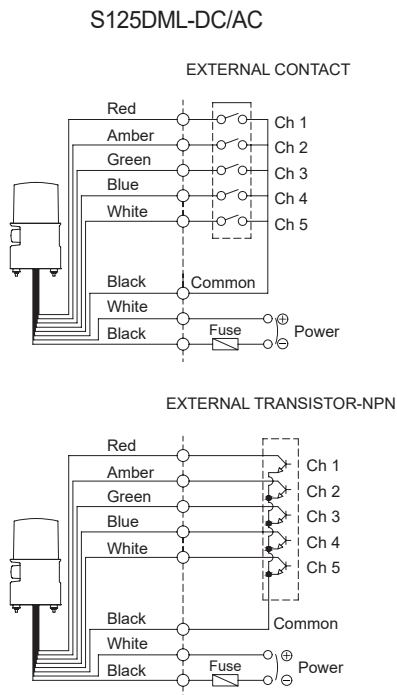 S125DML-DC/AC
EXTERNAL CONTACT
Red
Ch 1
Amber
Ch 2
Green
Ch 3
Blue
Ch 4
White
Ch 5
Black
Common
White
Black
Fuse
⊕
Power
⊖
EXTERNAL TRANSISTOR-NPN
Red
Ch 1
Amber
Ch 2
Green
Ch 3
Blue
Ch 4
White
Ch 5
Black
Common
White
Black
Fuse
⊕
Power
⊖